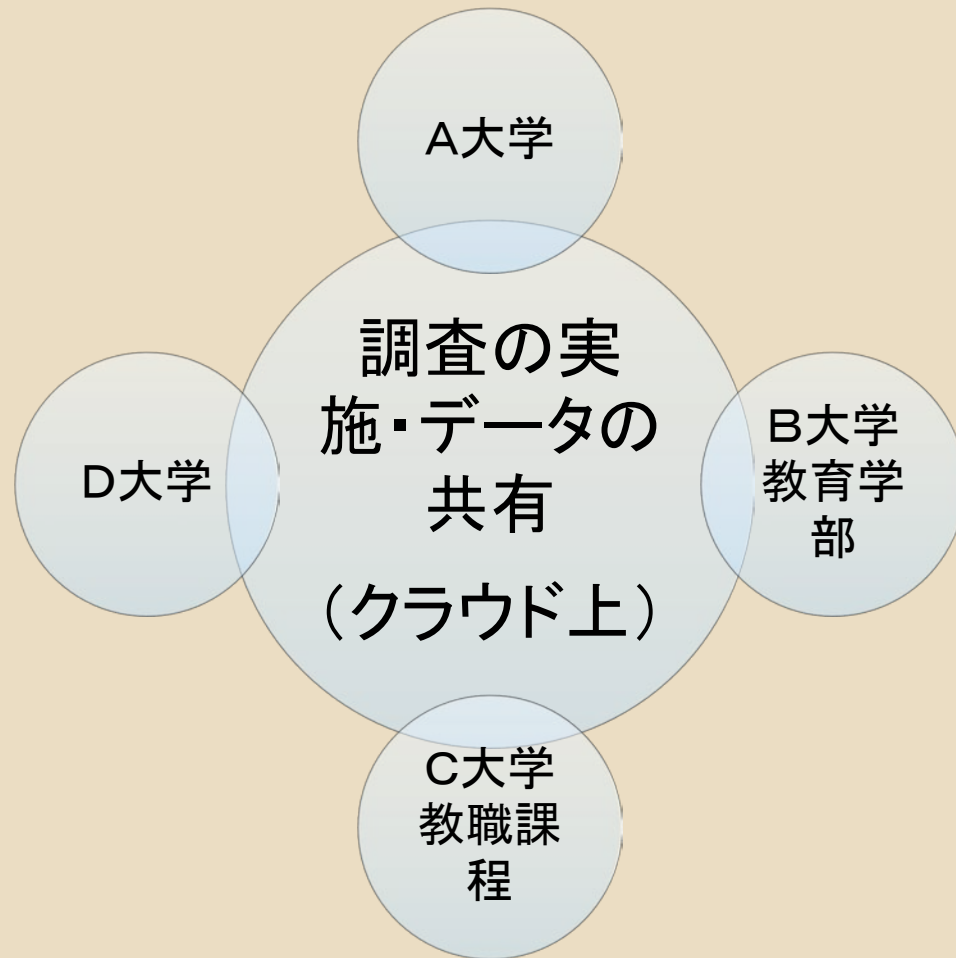 A大学
調査の実
施・データの
共有
（クラウド上）
D大学
B大学
教育学
部
C大学
教職課
程